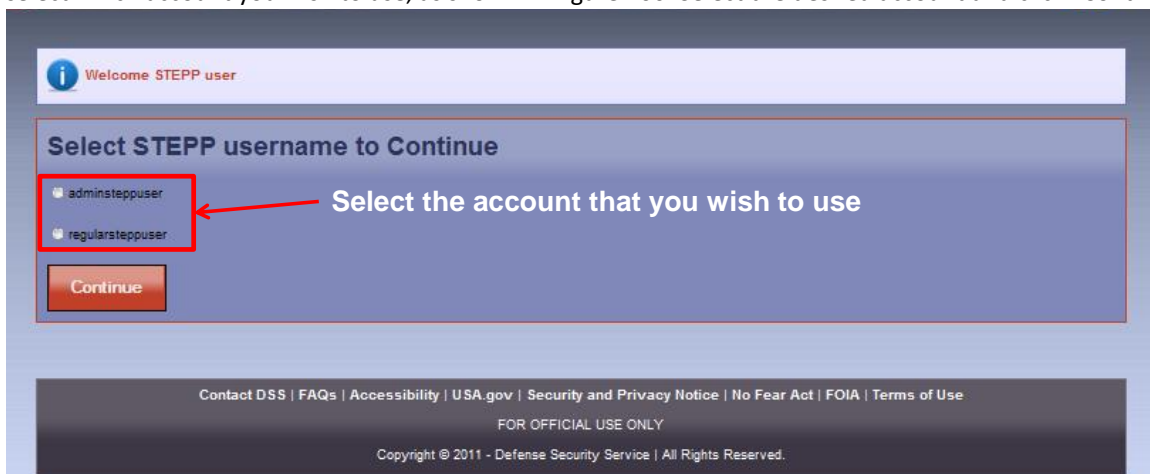 Welcome STEPP user
Select STEPP username to Continue
adminsteppuser
Select the account that you wish to use
regularsteppuser
Continue
Contact DSS | FAQs | Accessibility | USA.gov | Security and Privacy Notice | No Fear Act | FOIA | Terms of Use
FOR OFFICIAL USE ONLY
Copyright © 2011 - Defense Security Service | All Rights Reserved.